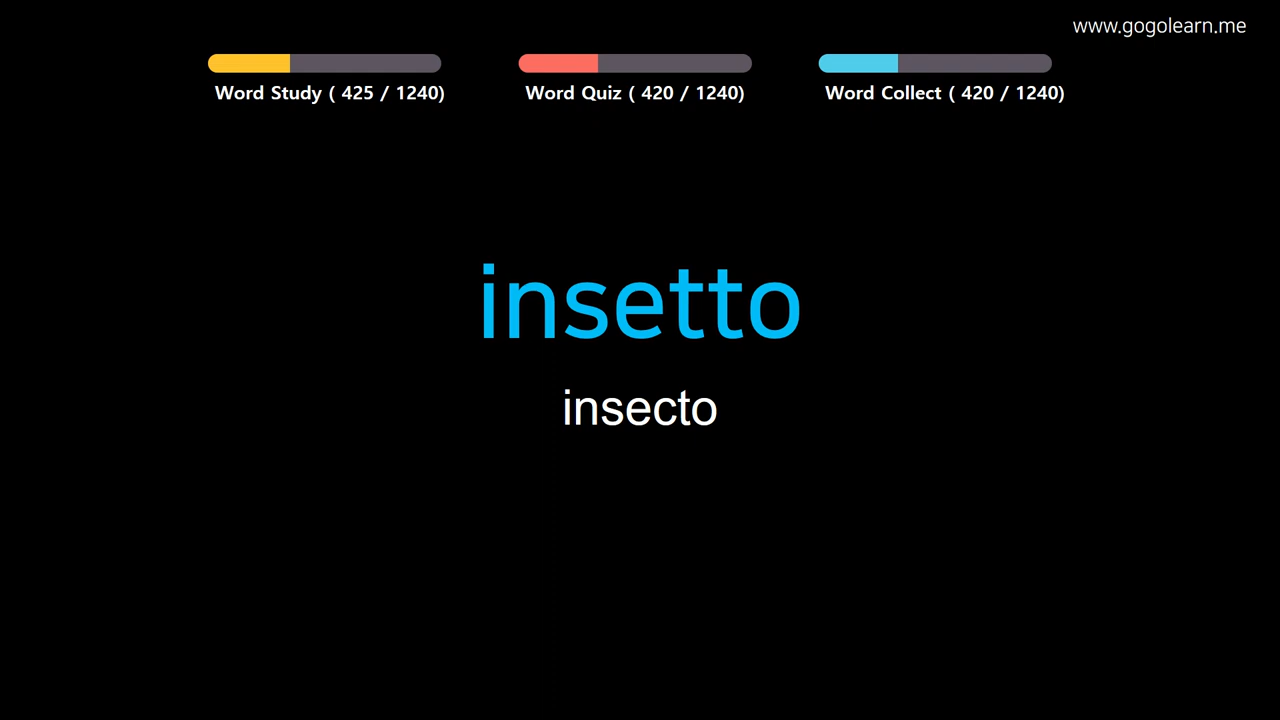 www.gogolearn.me
Word Study ( 425 / 1240)
Word Quiz ( 420 / 1240)
Word Collect ( 420 / 1240)
insetto
insecto